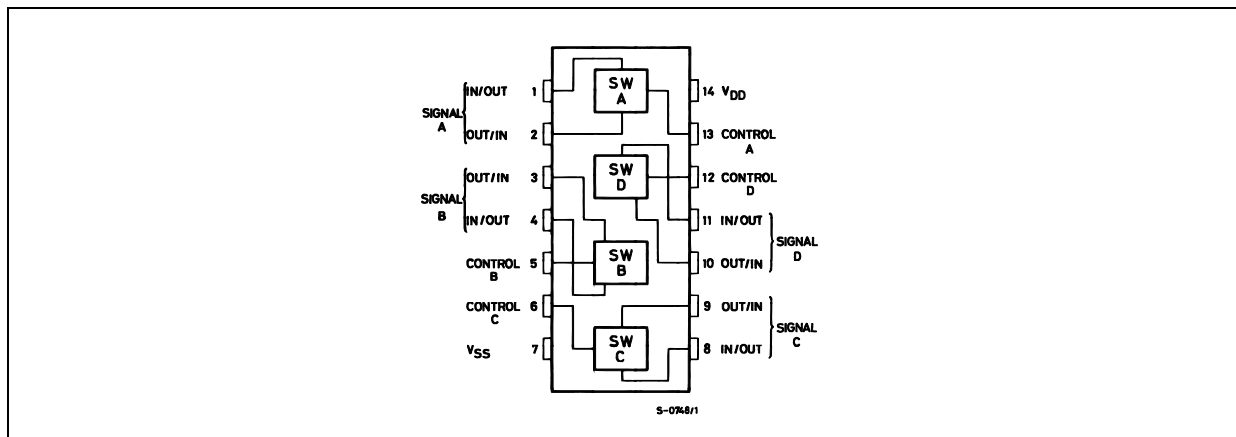 IN/OUT 1
SIGNAL A
OUT/IN 2
OUT/IN 3
SIGNAL B
IN/OUT 4
CONTROL B 5
CONTROL C 6
VSS 7
SW A
SW D
SW B
SW C
14 VDD
13 CONTROL A
12 CONTROL D
11 IN/OUT
SIGNAL D
10 OUT/IN
9 OUT/IN
SIGNAL C
8 IN/OUT
S-0748/1